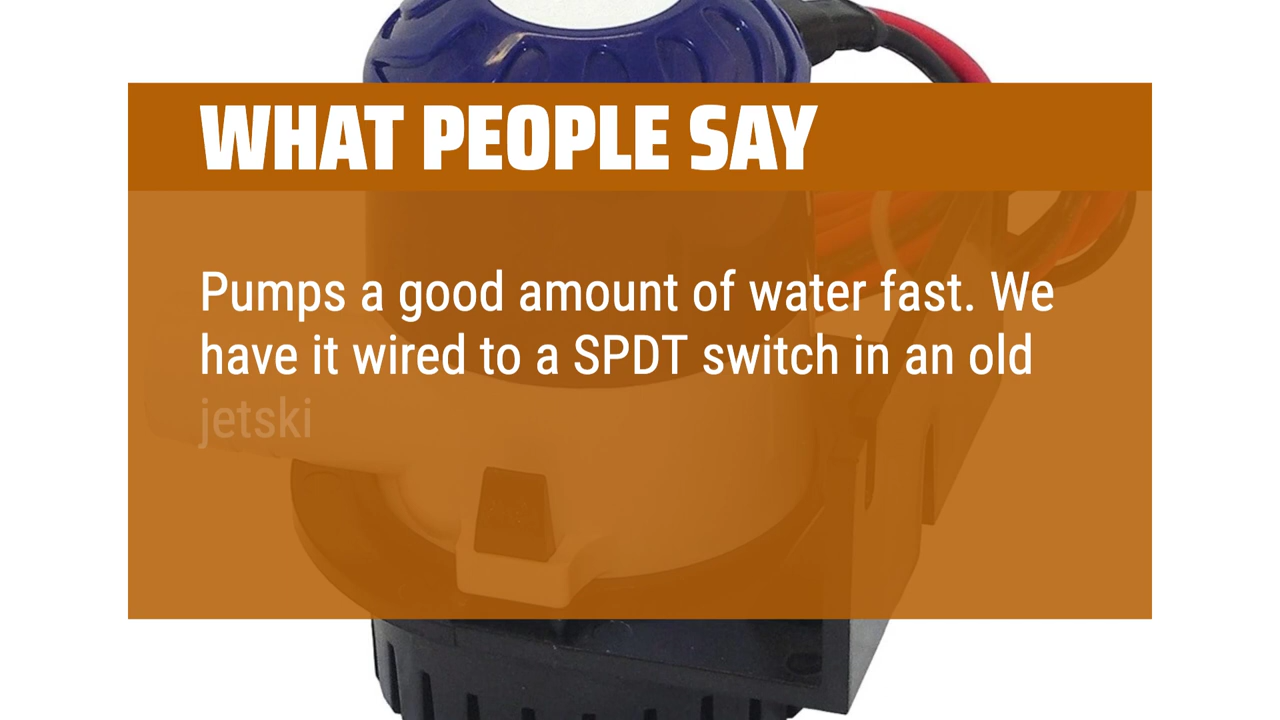 WHAT PEOPLE SAY
Pumps a good amount of water fast. We
have it wired to a SPDT switch in an old
jetski